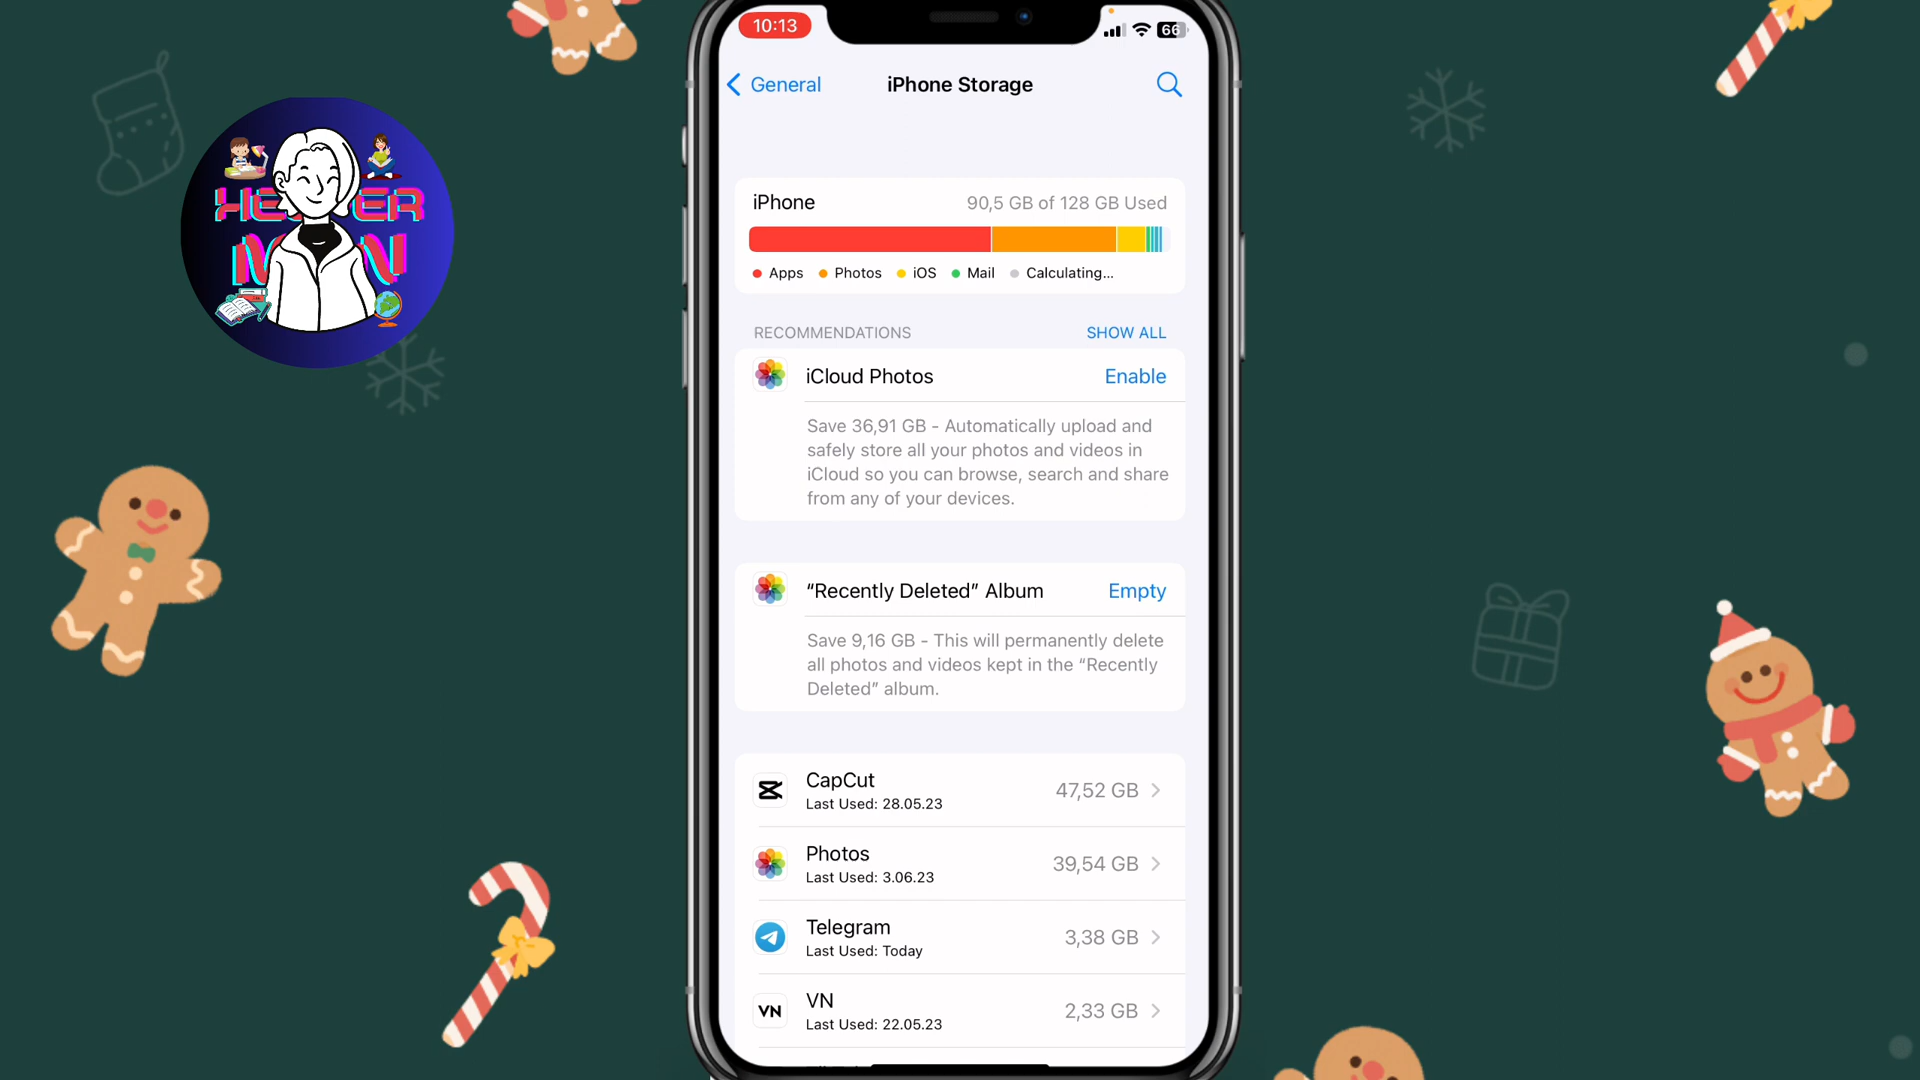 10:13
66
General
iPhone Storage
iPhone
90,5 GB of 128 GB Used
Apps
Photos
iOS
Mail
Calculating...
RECOMMENDATIONS
SHOW ALL
iCloud Photos
Enable
Save 36,91 GB - Automatically upload and
safely store all your photos and videos in
iCloud so you can browse, search and share
from any of your devices.
“Recently Deleted” Album
Empty
Save 9,16 GB - This will permanently delete
all photos and videos kept in the “Recently
Deleted” album.
CapCut
47,52 GB
Last Used: 28.05.23
Photos
39,54 GB
Last Used: 3.06.23
Telegram
3,38 GB
Last Used: Today
VN
VN
2,33 GB
Last Used: 22.05.23